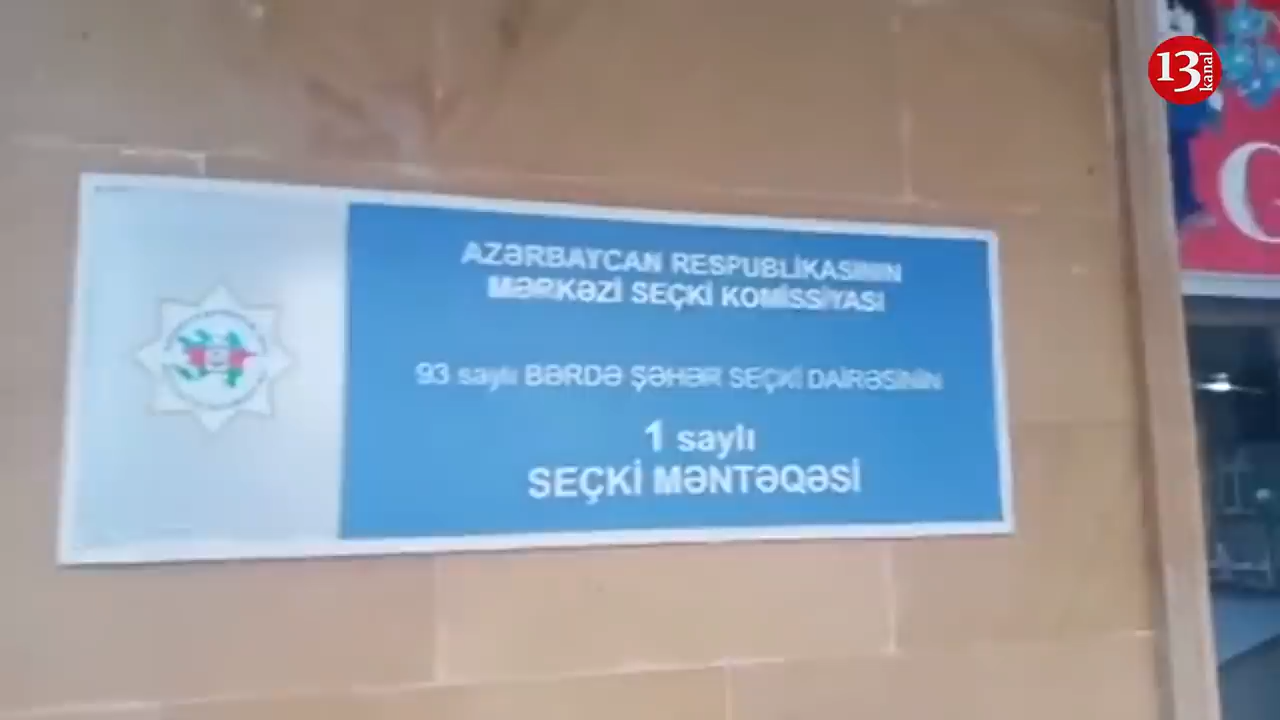 13 kanal
G
AZƏRBAYCAN RESPUBLİKASININ
MƏRKƏZİ SEÇKİ KOMİSSİYASI
93 saylı BƏRDƏ ŞƏHƏR SEÇKİ DAİRƏSİNİN
1 saylı
SEÇKİ MƏNTƏQƏSİ